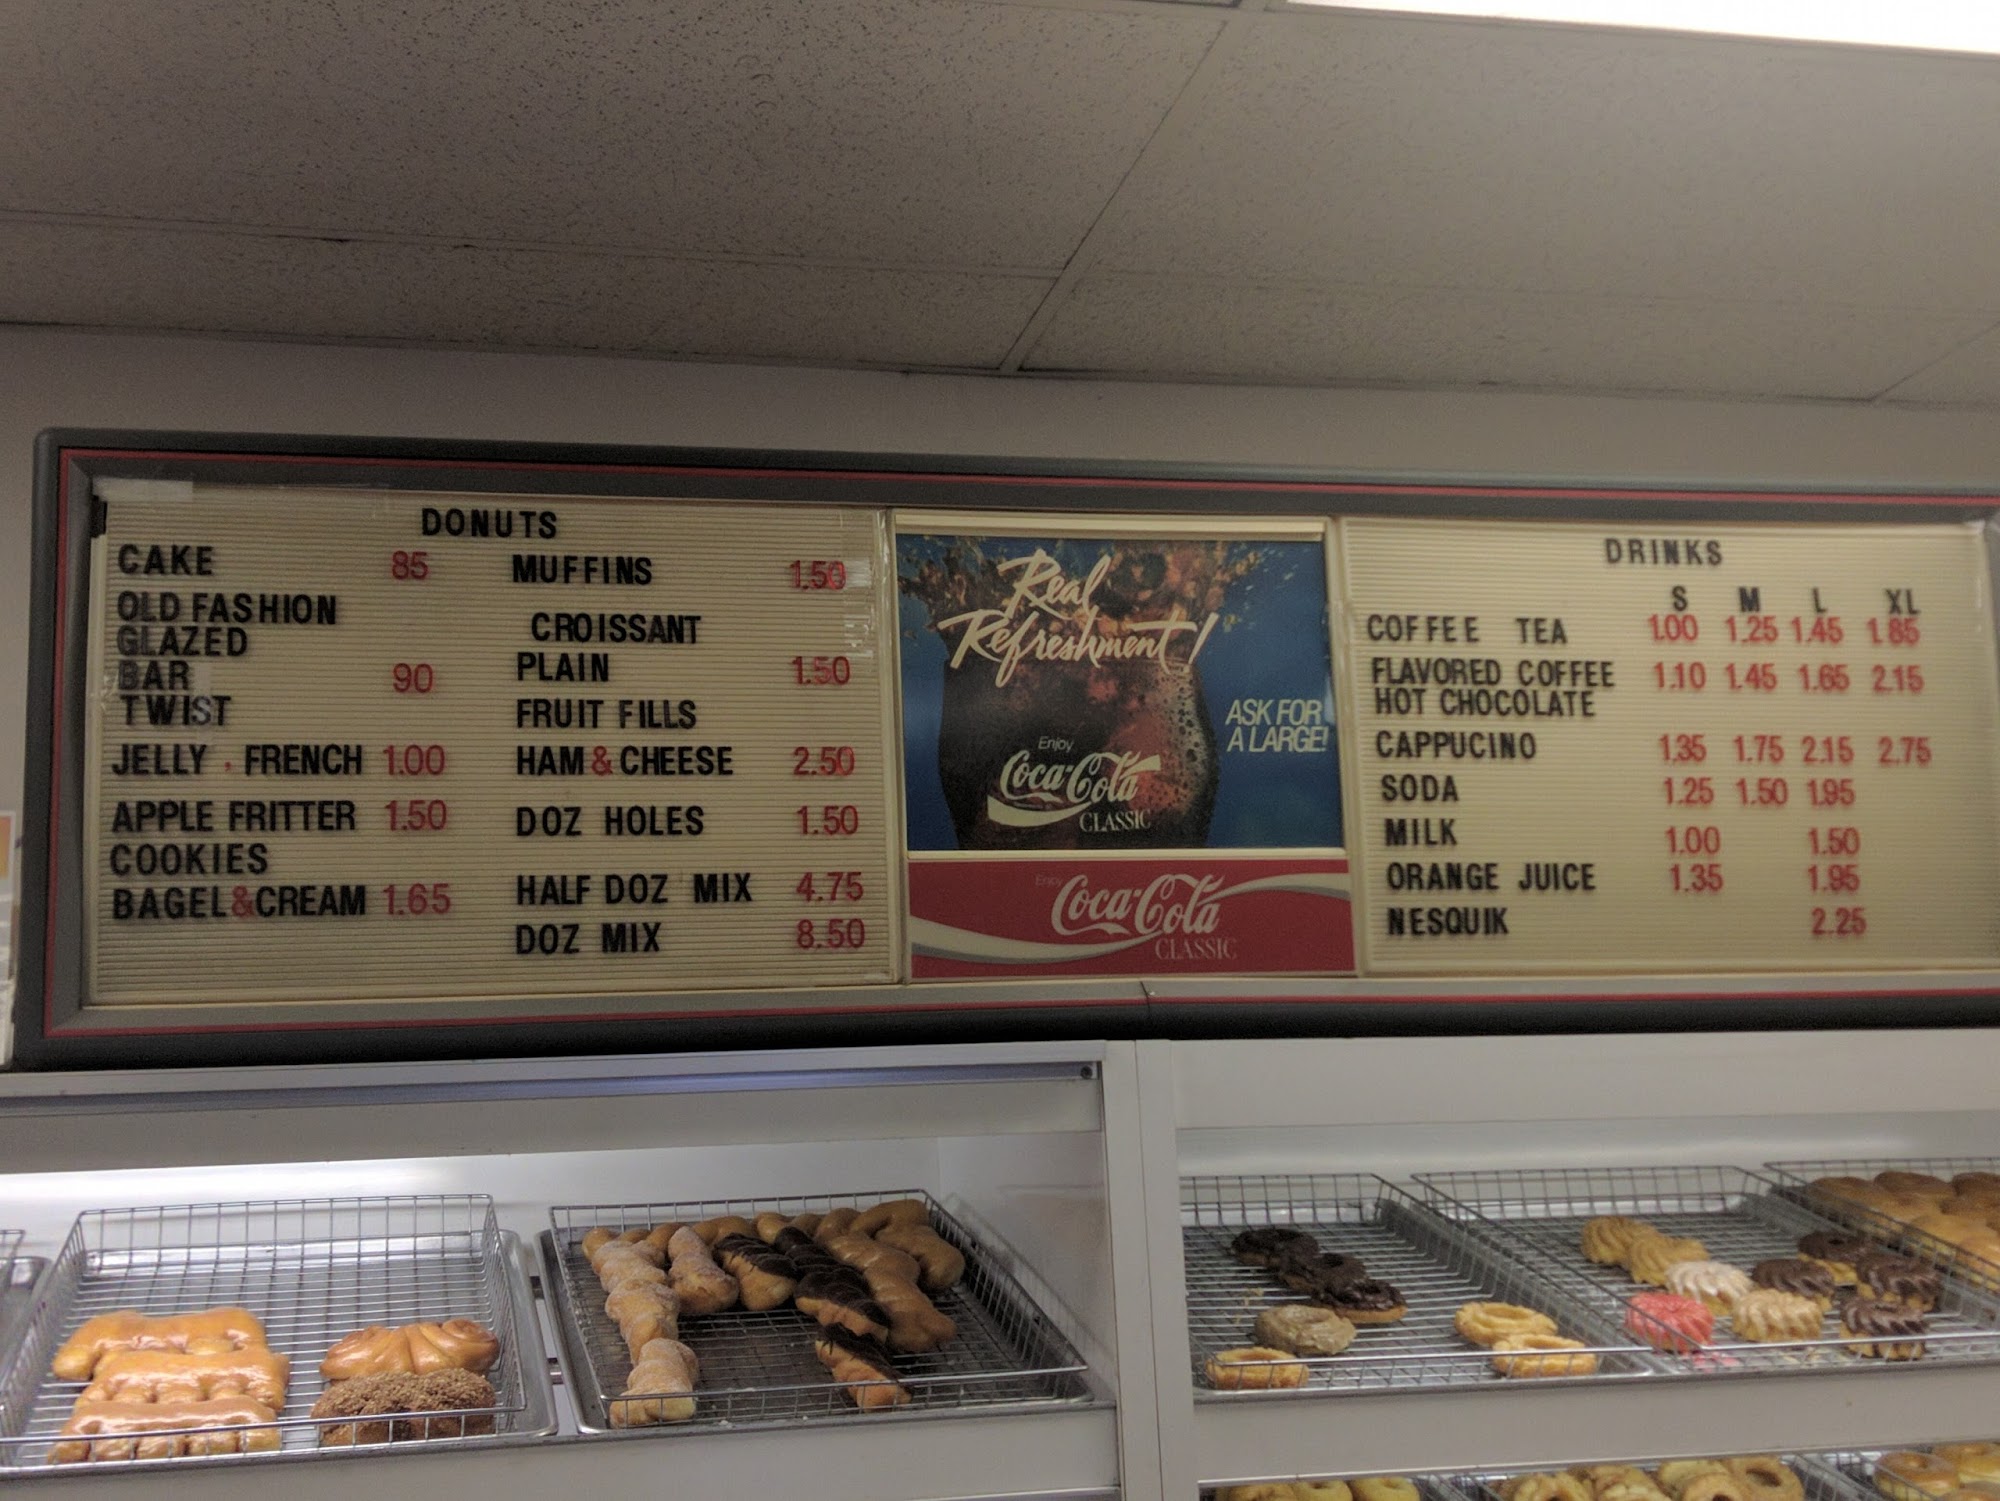 DONUTS
CAKE 85
OLD FASHION
GLAZED
BAR 90
TWIST
JELLY . FRENCH 1.00
APPLE FRITTER 1.50
COOKIES
BAGEL&CREAM 1.65
MUFFINS 1.50
CROISSANT
PLAIN 1.50
FRUIT FILLS
HAM&CHEESE 2.50
DOZ HOLES 1.50
HALF DOZ MIX 4.75
DOZ MIX 8.50
Real
Refreshment!
ASK FOR
A LARGE!
Enjoy
Coca-Cola
CLASSIC
Enjoy
Coca-Cola
CLASSIC
DRINKS
S M L XL
COFFEE TEA 1.00 1.25 1.45 1.85
FLAVORED COFFEE 1.10 1.45 1.65 2.15
HOT CHOCOLATE
CAPPUCINO 1.35 1.75 2.15 2.75
SODA 1.25 1.50 1.95
MILK 1.00 1.50
ORANGE JUICE 1.35 1.95
NESQUIK 2.25